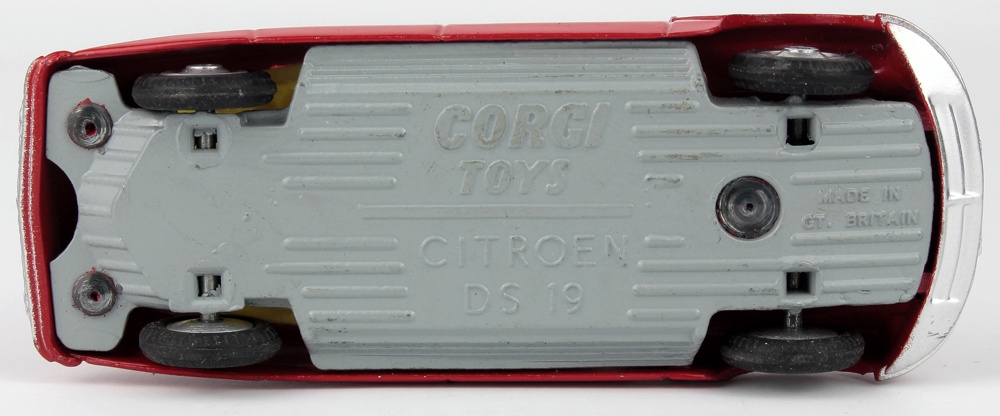 CORGI
TOYS
CITROEN
DS 19
MADE IN
GT. BRITAIN